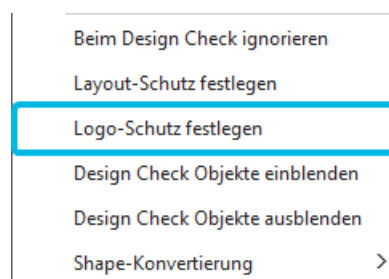 Beim Design Check ignorieren
Layout-Schutz festlegen
Logo-Schutz festlegen
Design Check Objekte einblenden
Design Check Objekte ausblenden
Shape-Konvertierung